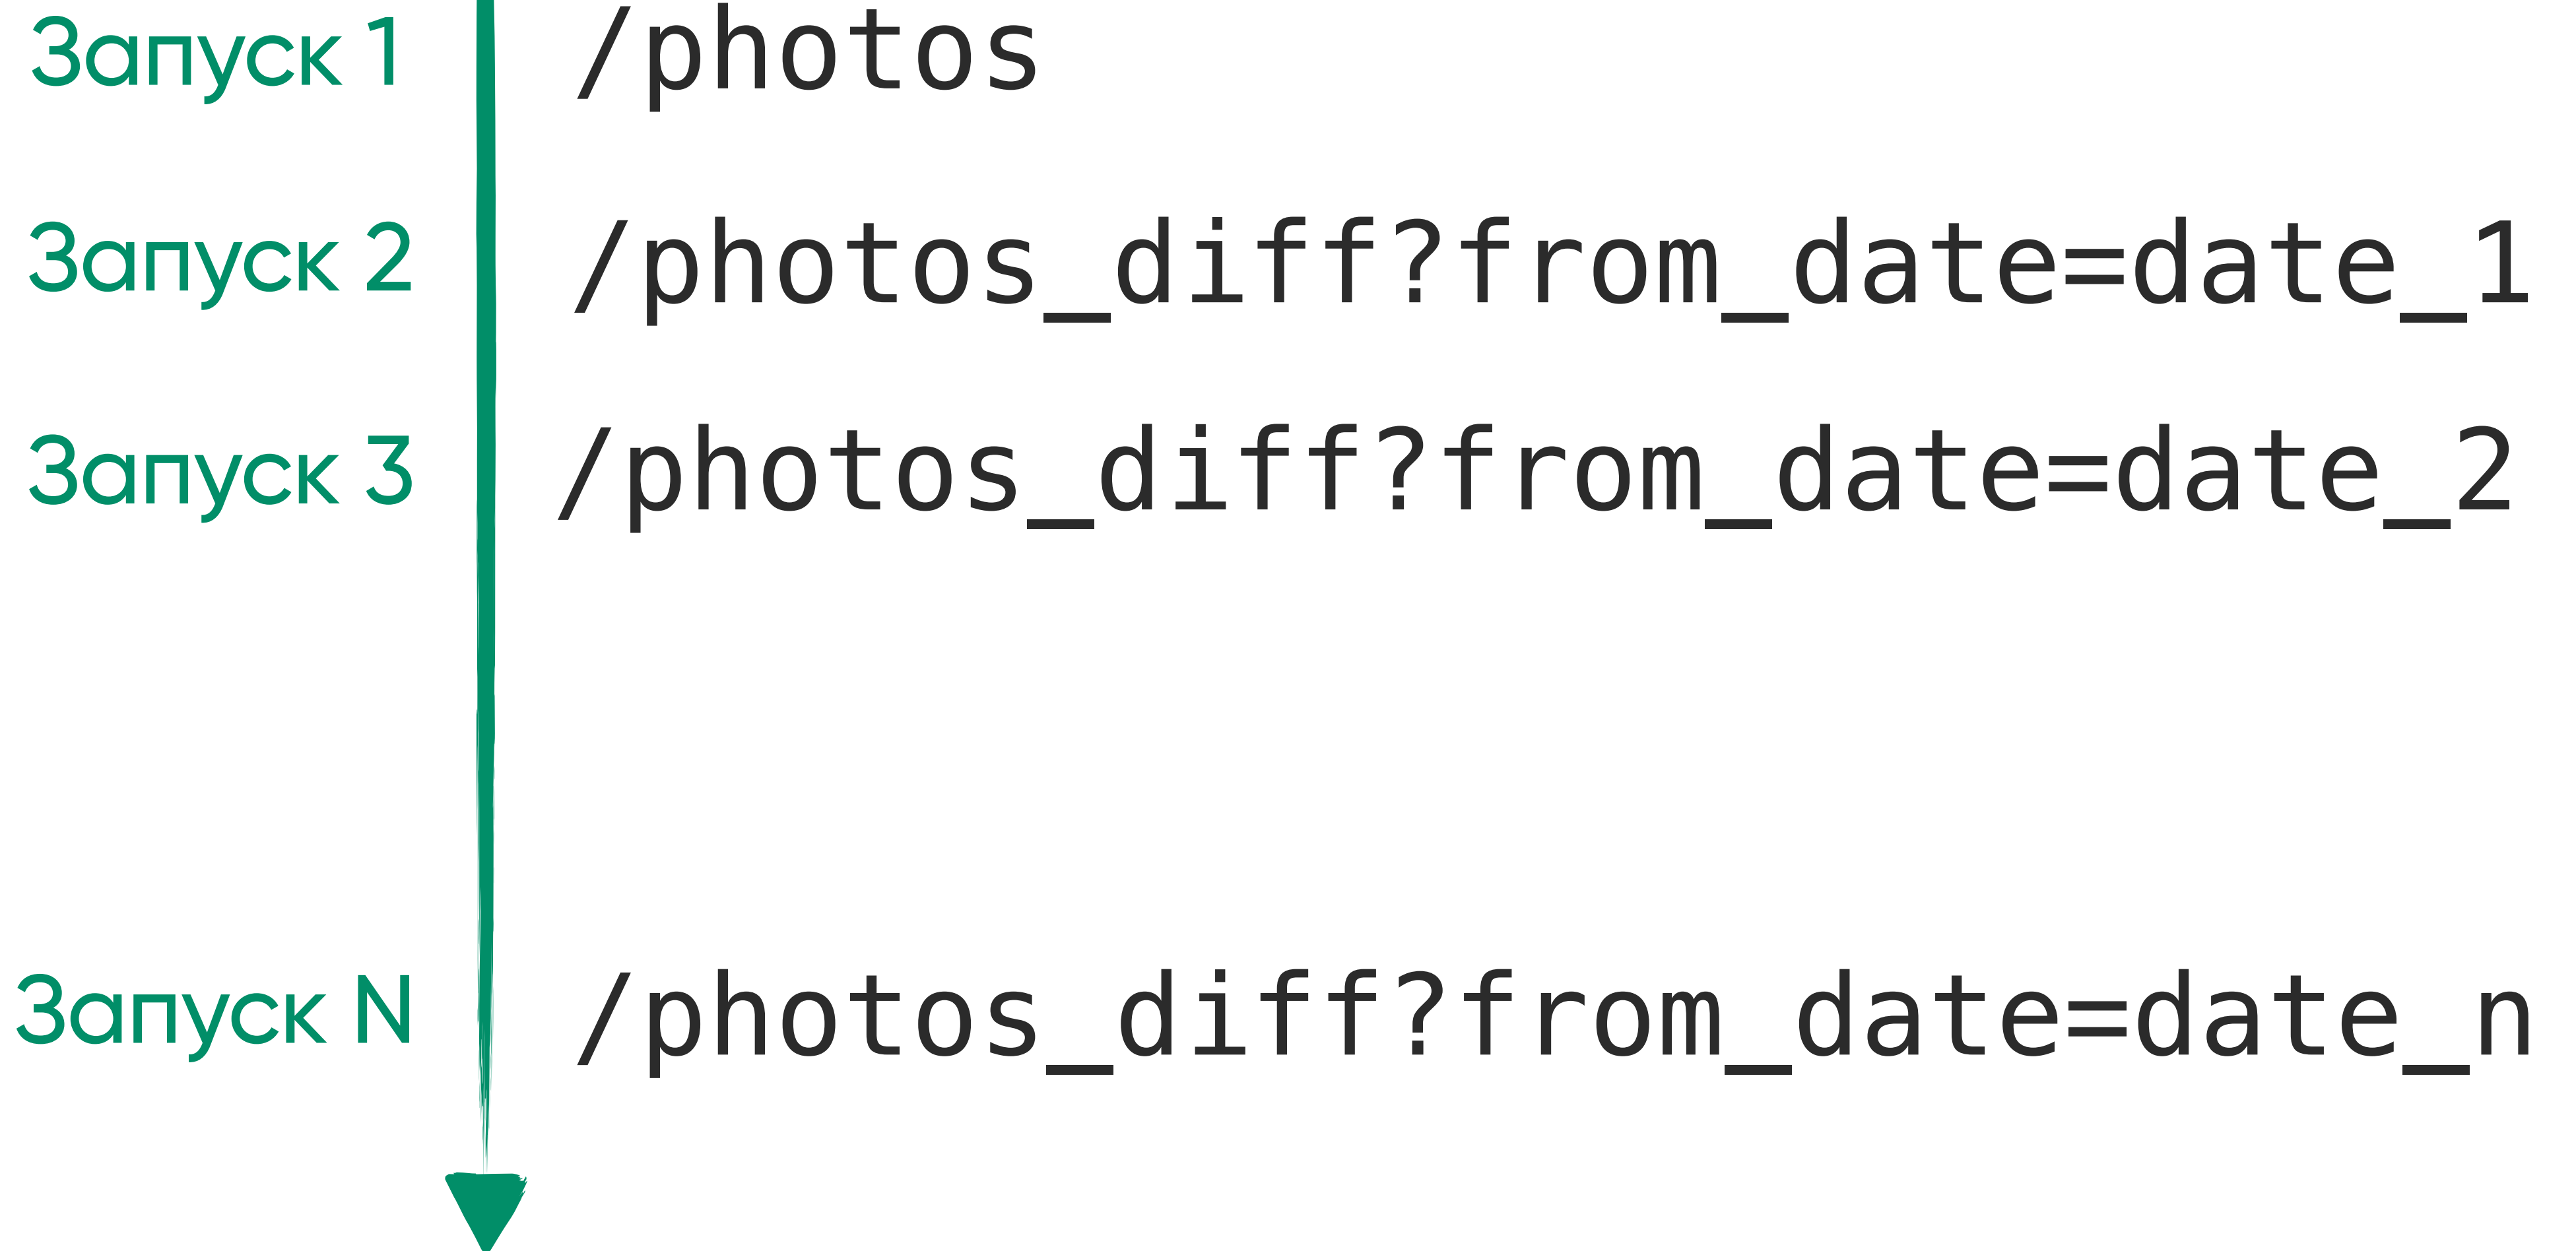 Запуск 1 /photos
Запуск 2 /photos_diff?from_date=date_1
Запуск 3 /photos_diff?from_date=date_2
Запуск N /photos_diff?from_date=date_n